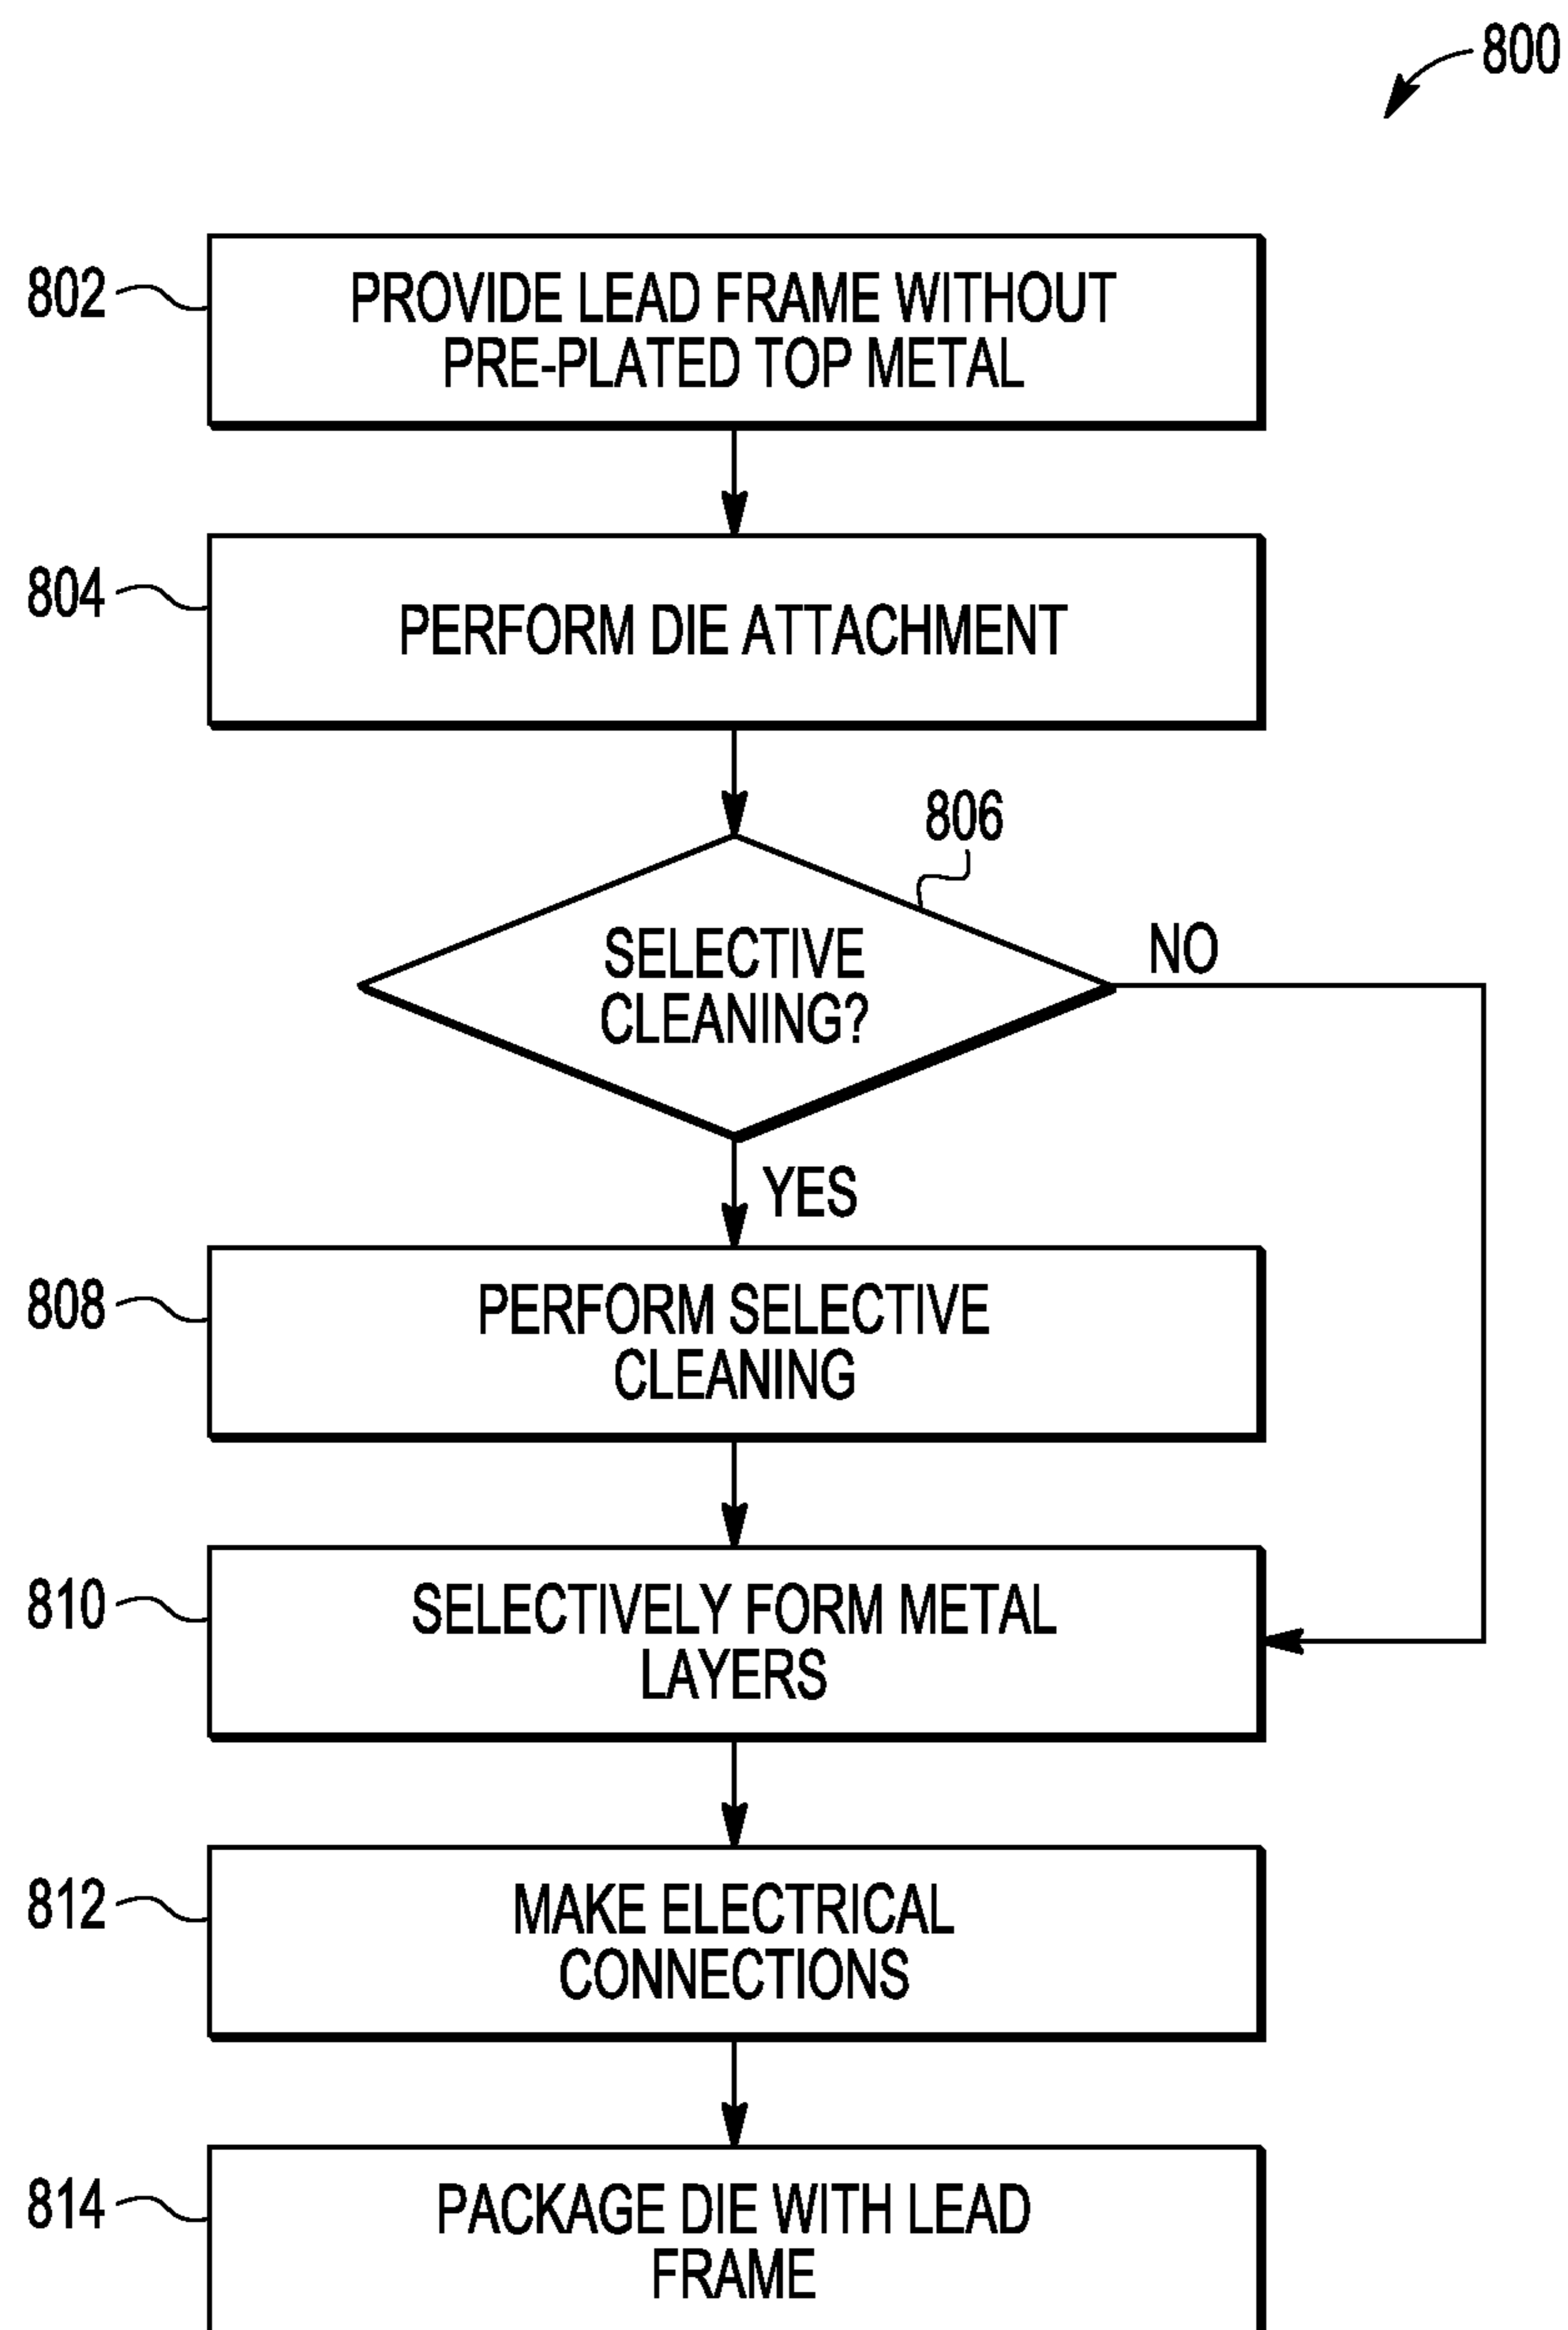 800
802
PROVIDE LEAD FRAME WITHOUT
PRE-PLATED TOP METAL
804
PERFORM DIE ATTACHMENT
806
SELECTIVE
CLEANING?
NO
YES
808
PERFORM SELECTIVE
CLEANING
810
SELECTIVELY FORM METAL
LAYERS
812
MAKE ELECTRICAL
CONNECTIONS
814
PACKAGE DIE WITH LEAD
FRAME